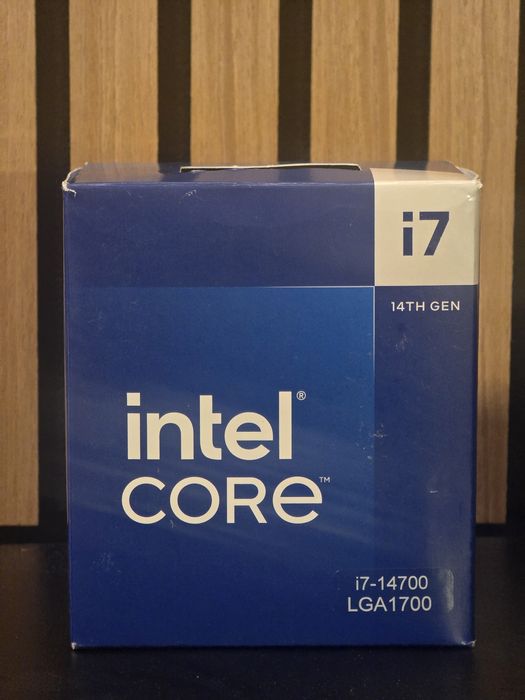 i7
14TH GEN
intel®
CORE™
i7-14700
LGA1700